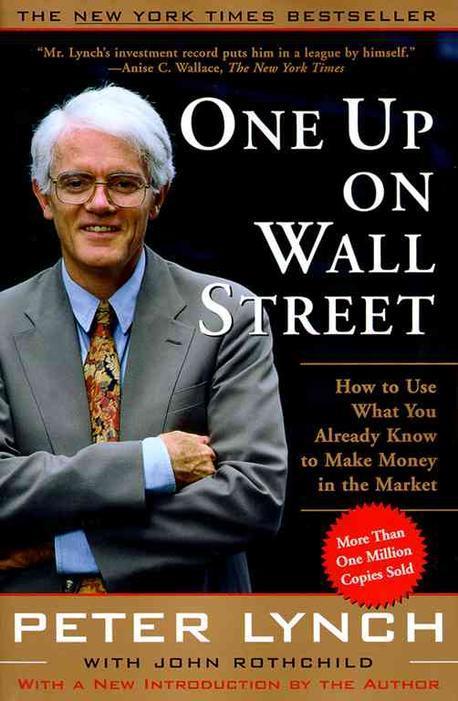 THE NEW YORK TIMES BESTSELLER
“Mr. Lynch’s investment record puts him in a league by himself.”
—Anise C. Wallace, The New York Times
ONE UP
ON
WALL
STREET
How to Use
What You
Already Know
to Make Money
in the Market
More Than
One Million
Copies Sold
PETER LYNCH
WITH JOHN ROTHCHILD
WITH A NEW INTRODUCTION BY THE AUTHOR